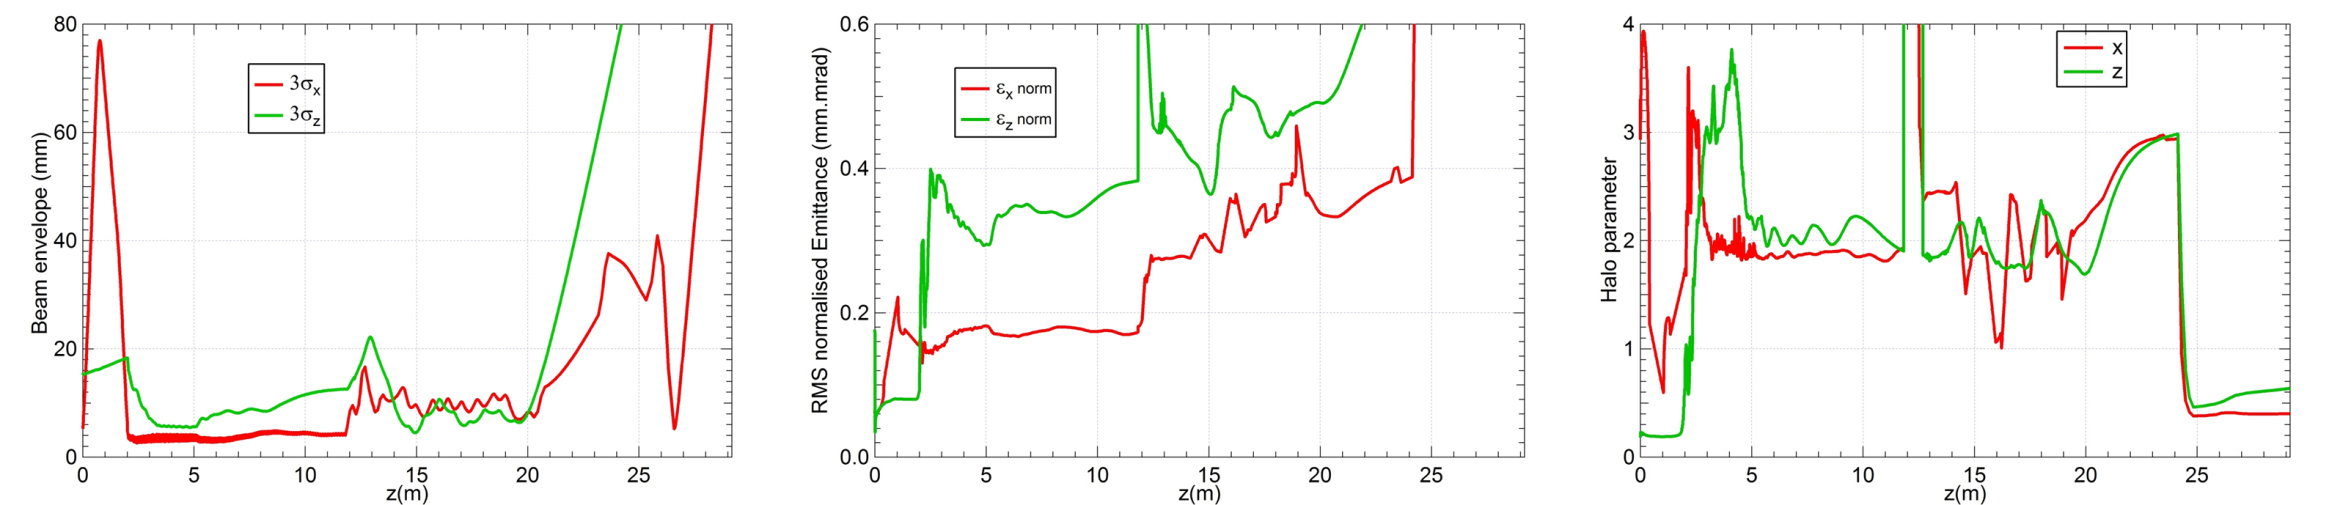 80
60
40
20
0
Beam envelope (mm)
3σx
3σz
0 5 10 15 20 25
z(m)
0.6
0.4
0.2
0.0
RMS normalised Emittance (mm.mrad)
εx norm
εz norm
0 5 10 15 20 25
z(m)
4
3
2
1
0
Halo parameter
x
z
0 5 10 15 20 25
z(m)